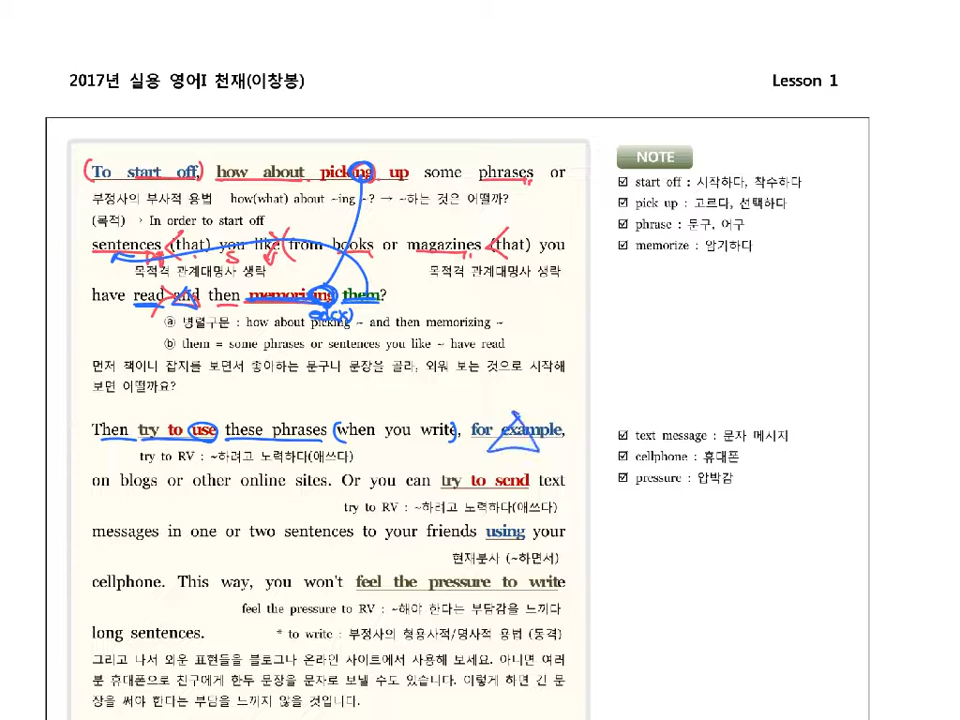 2017년 실용 영어I 천재(이창봉) Lesson 1
To start off, how about picking up some phrases or
부정사의 부사적 용법 how(what) about ~ing ~? → ~하는 것은 어떨까?
(목적) → In order to start off
sentences (that) you like from books or magazines (that) you
목적격 관계대명사 생략 목적격 관계대명사 생략
have read and then memorizing them?
ⓐ 병렬구문 : how about picking ~ and then memorizing ~
ⓑ them = some phrases or sentences you like ~ have read
먼저 책이니 잡지를 보면서 좋아하는 문구니 문장을 골라, 외워 보는 것으로 시작해
보면 어떨까요?
Then try to use these phrases when you write, for example,
try to RV : ~하려고 노력하다(애쓰다)
on blogs or other online sites. Or you can try to send text
try to RV : ~하려고 노력하다(애쓰다)
messages in one or two sentences to your friends using your
현재분사 (~하면서)
cellphone. This way, you won't feel the pressure to write
feel the pressure to RV : ~해야 한다는 부담감을 느끼다
long sentences. * to write : 부정사의 형용사적/명사적 용법 (동격)
그리고 나서 외운 표현들을 블로그나 온라인 사이트에서 사용해 보세요. 아니면 여러
분 휴대폰으로 친구에게 한두 문장을 문자로 보낼 수도 있습니다. 이렇게 하면 긴 문
장을 써야 한다는 부담을 느끼지 않을 것입니다.
NOTE
☑ start off : 시작하다, 착수하다
☑ pick up : 고르다, 선택하다
☑ phrase : 문구, 어구
☑ memorize : 암기하다
☑ text message : 문자 메시지
☑ cellphone : 휴대폰
☑ pressure : 압박감